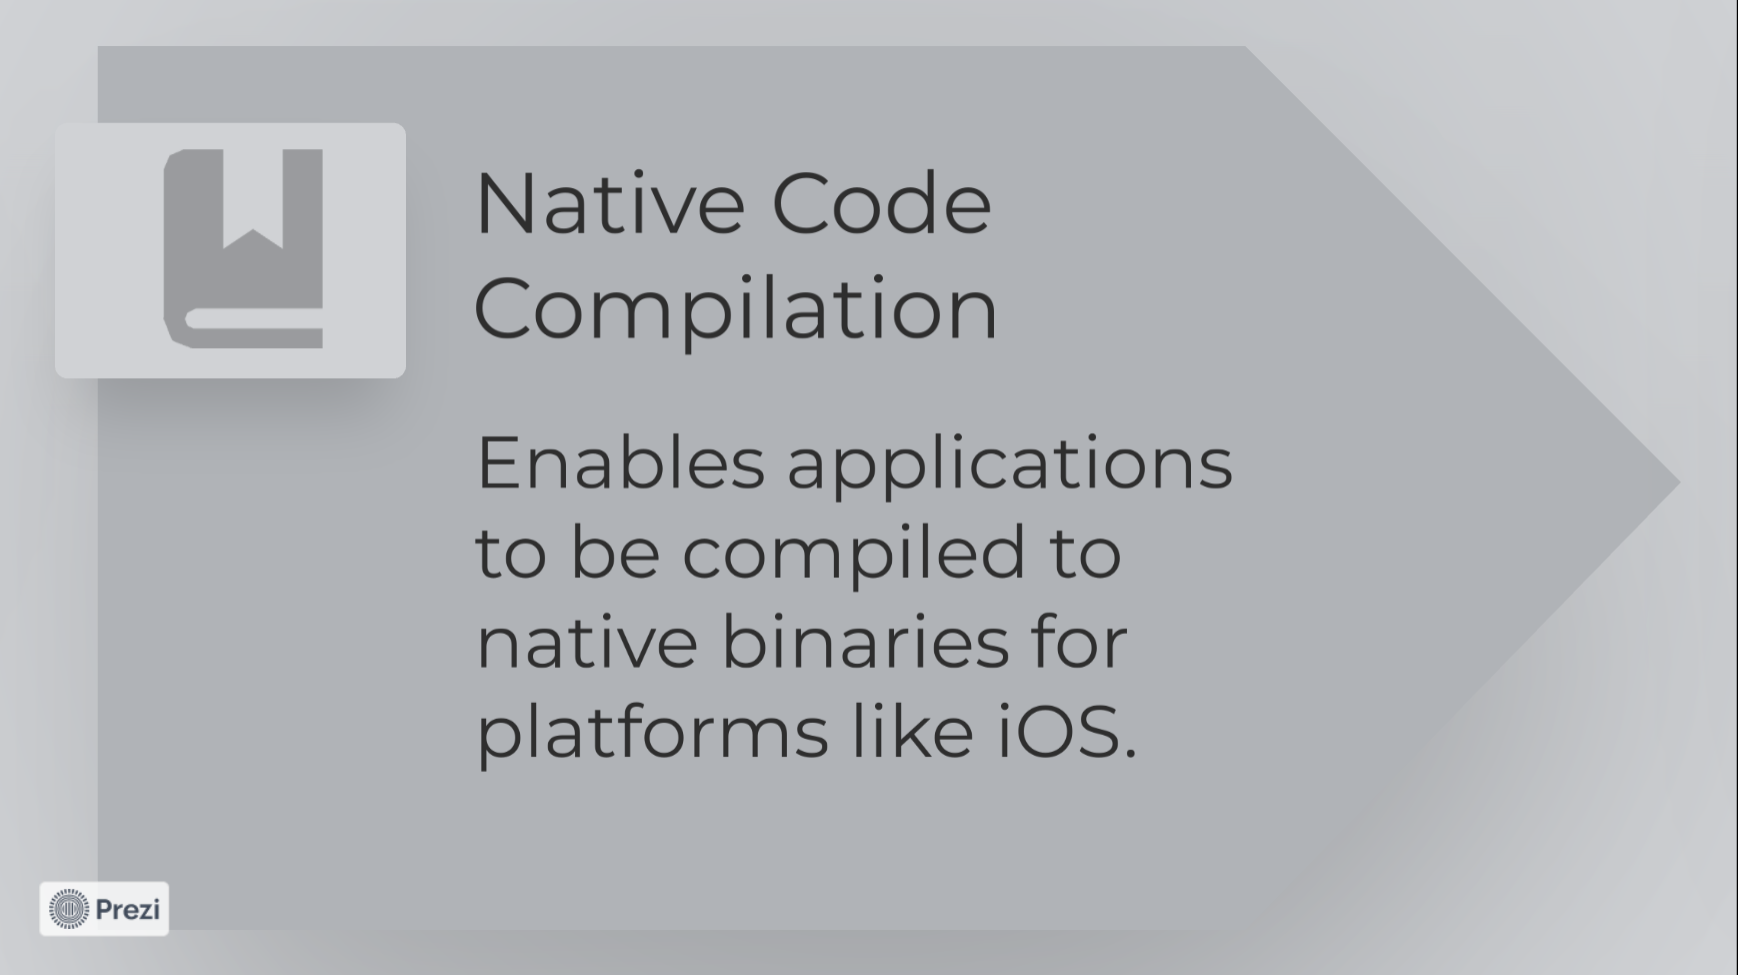 Native Code
Compilation
Enables applications
to be compiled to
native binaries for
platforms like iOS.
Prezi